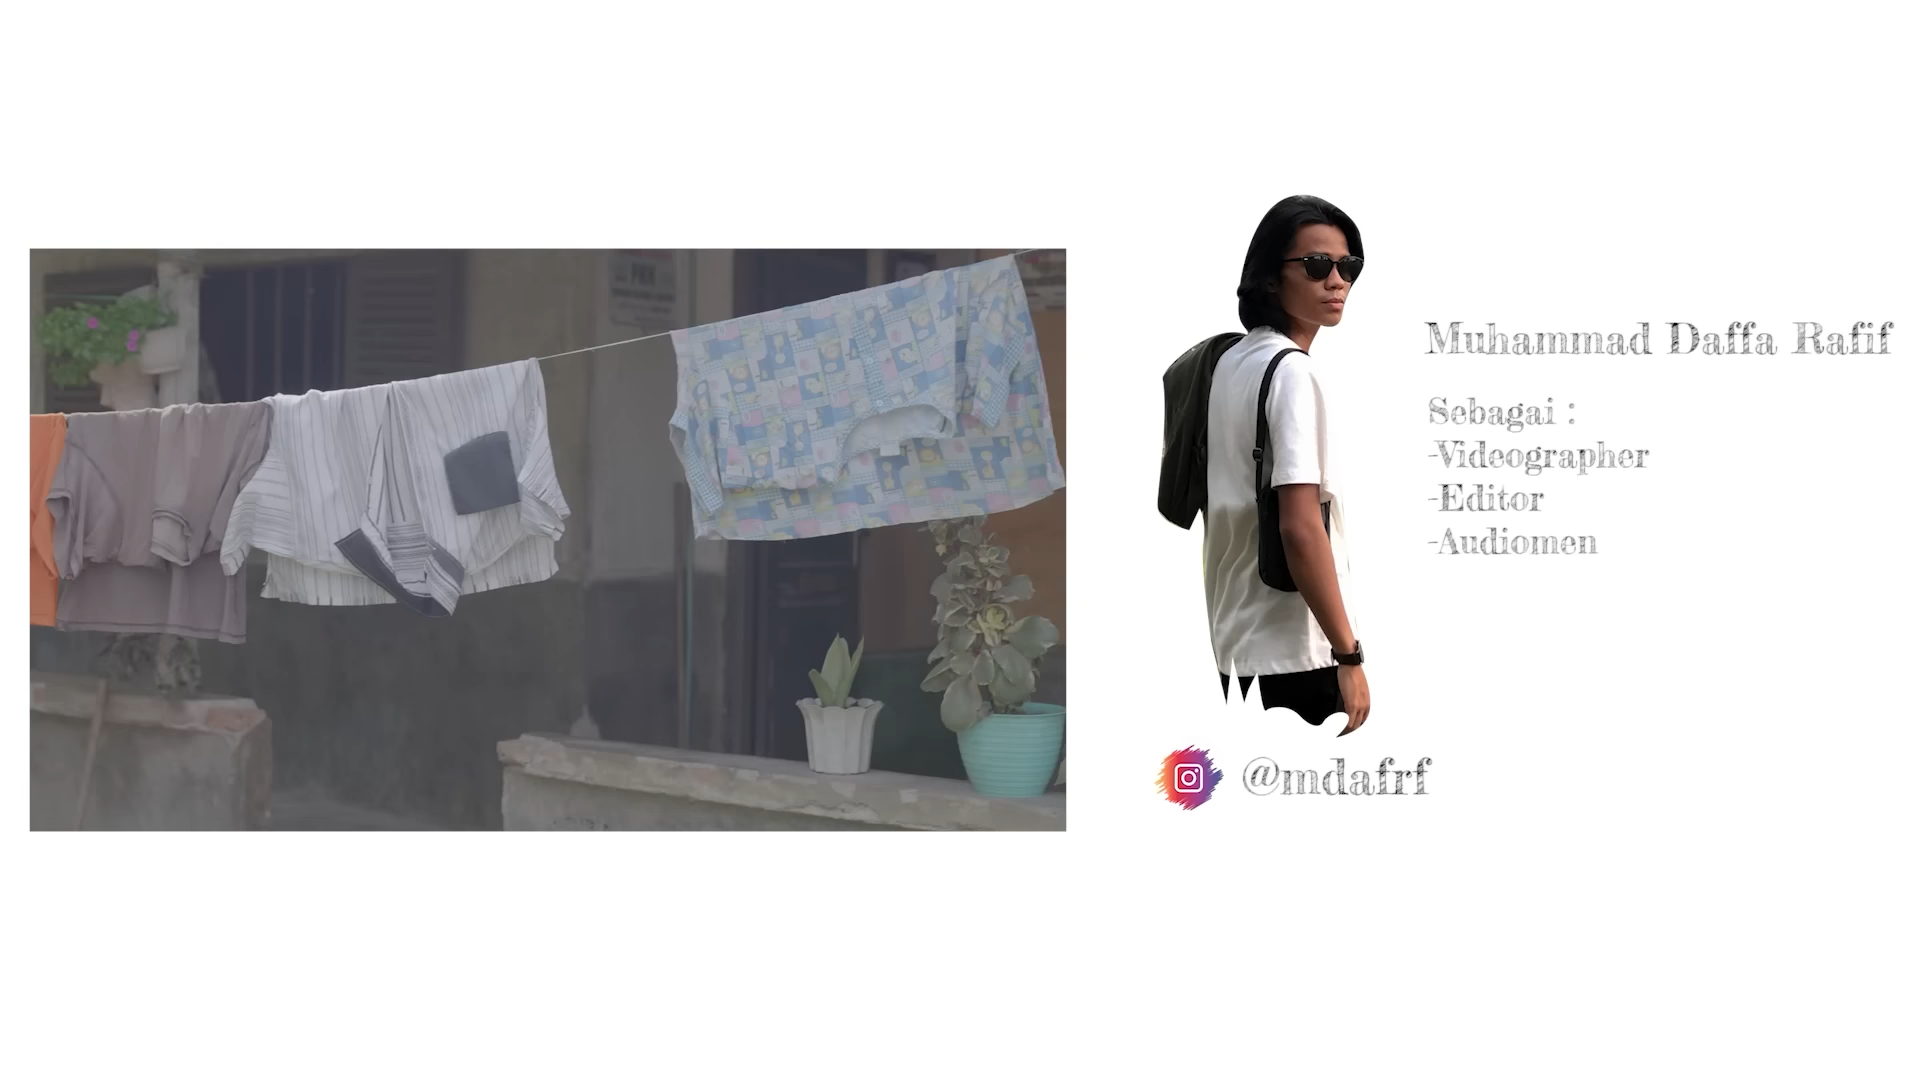 Muhammad Daffa Rafif
Sebagai :
-Videographer
-Editor
-Audiomen
@mdafrf